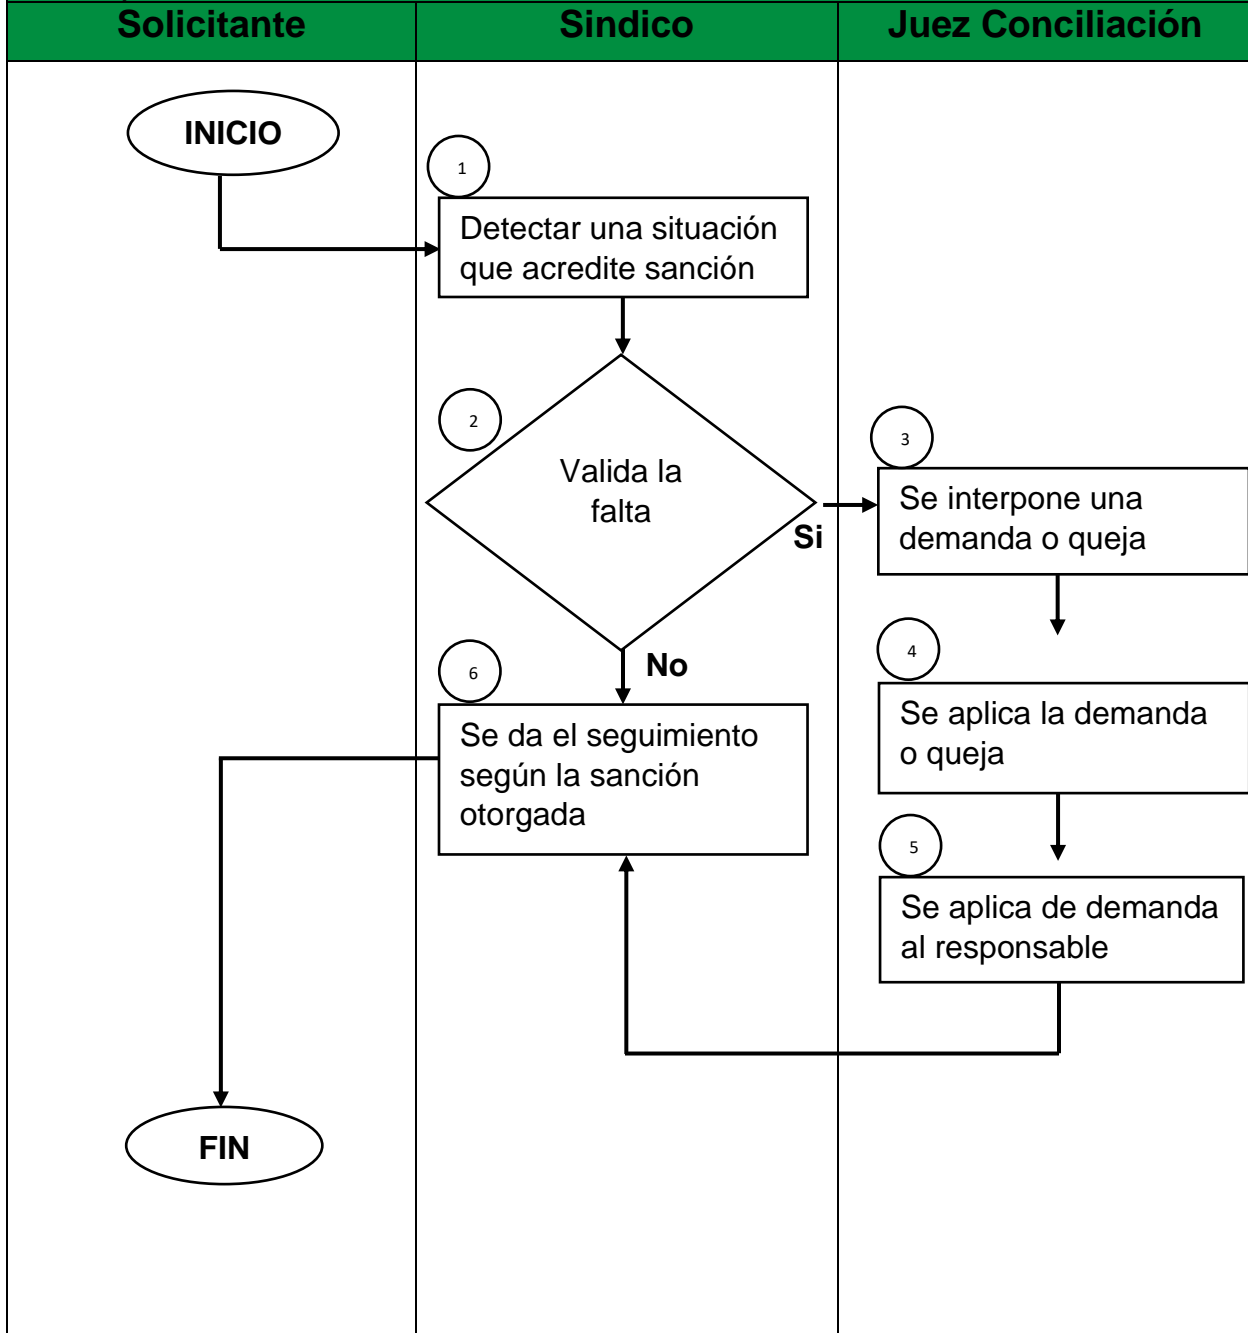 Solicitante
Sindico
Juez Conciliación
INICIO
1
Detectar una situación
que acredite sanción
2
Valida la
falta
Si
No
3
Se interpone una
demanda o queja
4
Se aplica la demanda
o queja
5
Se aplica de demanda
al responsable
6
Se da el seguimiento
según la sanción
otorgada
FIN